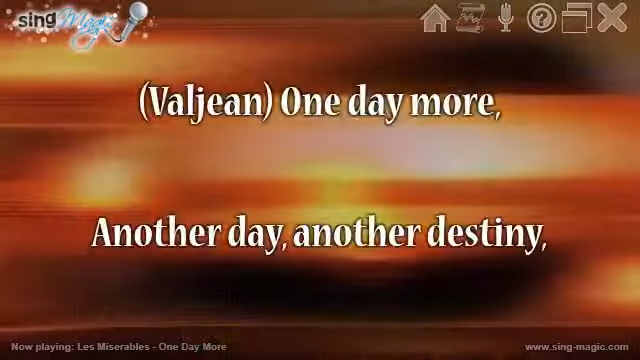 sing Magic
(Valjean) One day more,
Another day, another destiny,
Now playing: Les Miserables - One Day More
www.sing-magic.com